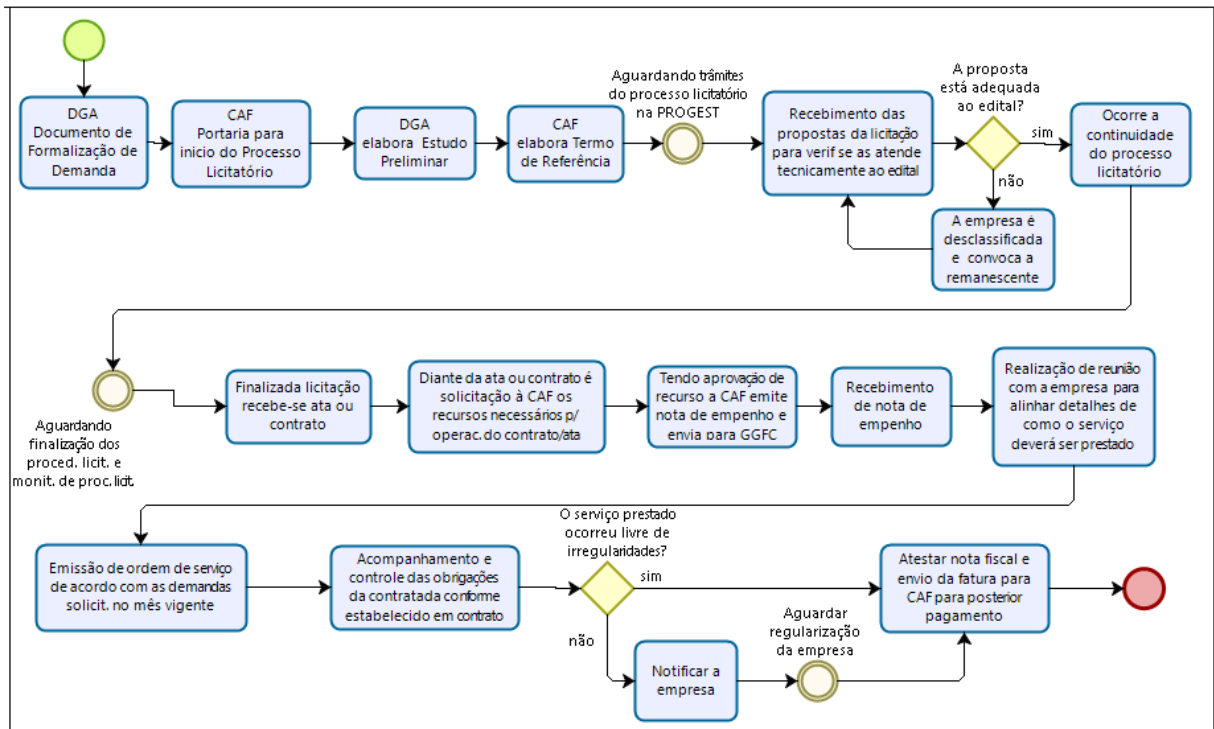 DGA
Documento de
Formalização de
Demanda
CAF
Portaria para
inicio do Processo
Licitatório
DGA
elabora Estudo
Preliminar
CAF
elabora Termo
de Referência
Aguardando trâmites
do processo licitatório
na PROGEST
Recebimento das
propostas da licitação
para verif se as atende
tecnicamente ao edital
A proposta
está adequada
ao edital?
sim
não
Ocorre a
continuidade
do processo
licitatório
A empresa é
desclassificada
e convoca a
remanescente
Aguardando
finalização dos
proced. licit. e
monit. de proc. licit.
Finalizada licitação
recebe-se ata ou
contrato
Diante da ata ou contrato é
solicitação à CAF os
recursos necessários p/
operac. do contrato/ata
Tendo aprovação de
recurso a CAF emite
nota de empenho e
envia para GGFC
Recebimento
de nota de
empenho
Realização de reunião
com a empresa para
alinhar detalhes de
como o serviço
deverá ser prestado
Emissão de ordem de serviço
de acordo com as demandas
solicit. no mês vigente
Acompanhamento e
controle das obrigações
da contratada conforme
estabelecido em contrato
O serviço prestado
ocorreu livre de
irregularidades?
sim
não
Notificar a
empresa
Aguardar
regularização
da empresa
Atestar nota fiscal e
envio da fatura para
CAF para posterior
pagamento